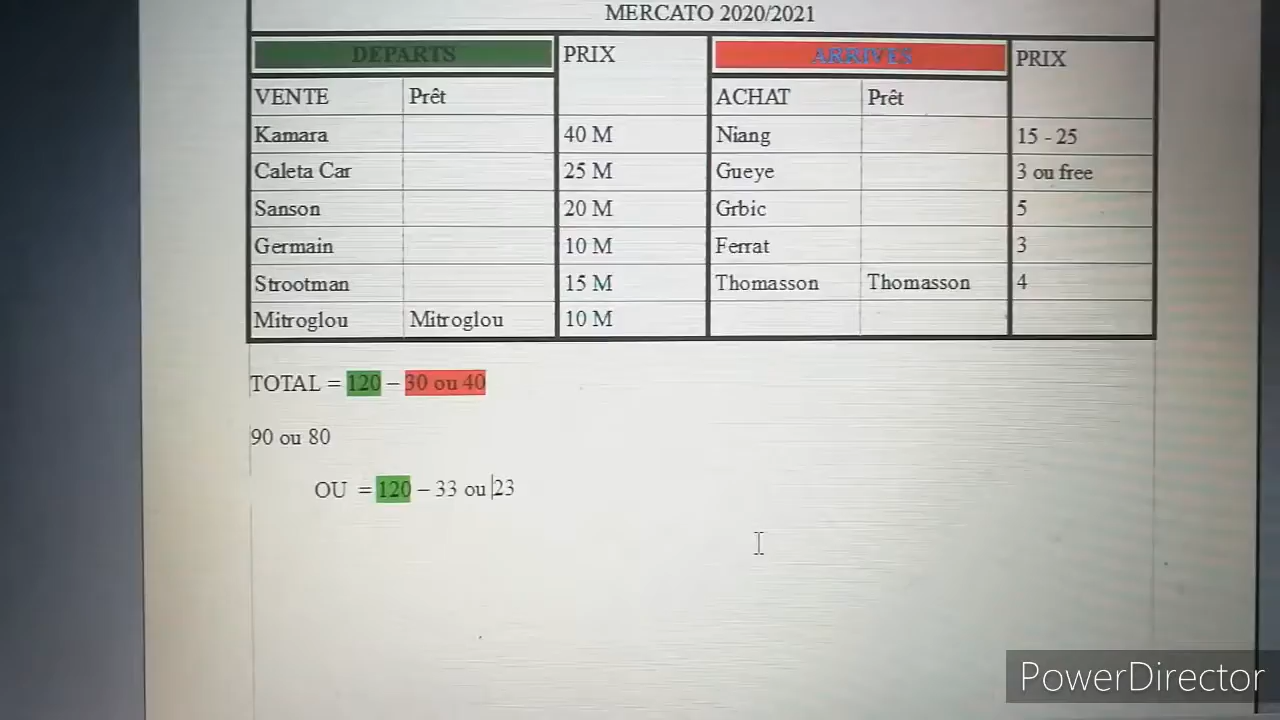 MERCATO 2020/2021
DEPARTS PRIX ARRIVES PRIX
VENTE Prêt ACHAT Prêt
Kamara 40 M Niang 15 - 25
Caleta Car 25 M Gueye 3 ou free
Sanson 20 M Grbic 5
Germain 10 M Ferrat 3
Strootman 15 M Thomasson Thomasson 4
Mitroglou Mitroglou 10 M
TOTAL = 120 – 30 ou 40
90 ou 80
OU = 120 – 33 ou 23
PowerDirector